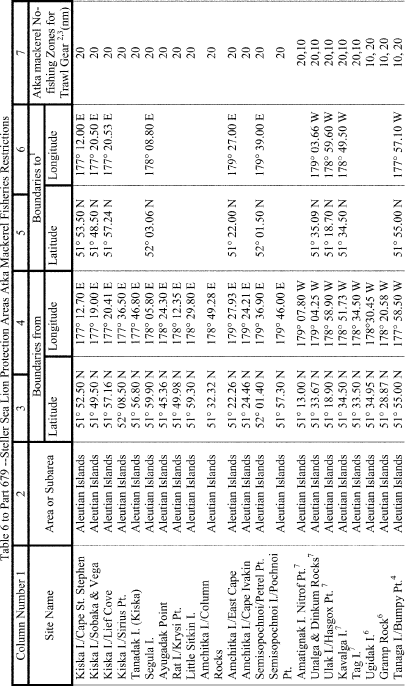 Table 6 to Part 679 –Steller Sea Lion Protection Areas Atka Mackerel Fisheries Restrictions
Column Number 1 2 3 4 5 6 7
Site Name Area or Subarea Boundaries from Boundaries to1 Atka mackerel No-
fishing Zones for
Trawl Gear 2,3(nm)
Latitude Longitude Latitude Longitude
Kiska I./Cape St. Stephen Aleutian Islands 51° 52.50 N 177° 12.70 E 51° 53.50 N 177° 12.00 E 20
Kiska I./Sobaka & Vega Aleutian Islands 51° 49.50 N 177° 19.00 E 51° 48.50 N 177° 20.50 E 20
Kiska I./Lief Cove Aleutian Islands 51° 57.16 N 177° 20.41 E 51° 57.24 N 177° 20.53 E 20
Kiska I./Sirius Pt. Aleutian Islands 52° 08.50 N 177° 36.50 E 20
Tanadak I. (Kiska) Aleutian Islands 51° 56.80 N 177° 46.80 E 20
Segula I. Aleutian Islands 51° 59.90 N 178° 05.80 E 52° 03.06 N 178° 08.80 E 20
Ayugadak Point Aleutian Islands 51° 45.36 N 178° 24.30 E 20
Rat I./Krysi Pt. Aleutian Islands 51° 49.98 N 178° 12.35 E 20
Little Sitkin I. Aleutian Islands 51° 59.30 N 178° 29.80 E 20
Amchitka I./Column
Rocks Aleutian Islands 51° 32.32 N 178° 49.28 E 20
Amchitka I./East Cape Aleutian Islands 51° 22.26 N 179° 27.93 E 51° 22.00 N 179° 27.00 E 20
Amchitka I./Cape Ivakin Aleutian Islands 51° 24.46 N 179° 24.21 E 20
Semisopochnoi/Petrel Pt. Aleutian Islands 52° 01.40 N 179° 36.90 E 52° 01.50 N 179° 39.00 E 20
Semisopochnoi I./Pochnoi
Pt. Aleutian Islands 51° 57.30 N 179° 46.00 E 20
Amatignak I. Nitrof Pt.7 Aleutian Islands 51° 13.00 N 179° 07.80 W 20,10
Unalga & Dinkum Rocks7 Aleutian Islands 51° 33.67 N 179° 04.25 W 51° 35.09 N 179° 03.66 W 20,10
Ulak I./Hasgox Pt. 7 Aleutian Islands 51° 18.90 N 178° 58.90 W 51° 18.70 N 178° 59.60 W 20,10
Kavalga I.7 Aleutian Islands 51° 34.50 N 178° 51.73 W 51° 34.50 N 178° 49.50 W 20,10
Tag I.7 Aleutian Islands 51° 33.50 N 178° 34.50 W 20,10
Ugidak I.6 Aleutian Islands 51° 34.95 N 178°30.45 W 10, 20
Gramp Rock6 Aleutian Islands 51° 28.87 N 178° 20.58 W 10, 20
Tanaga I./Bumpy Pt.4 Aleutian Islands 51° 55.00 N 177° 58.50 W 51° 55.00 N 177° 57.10 W 10, 20